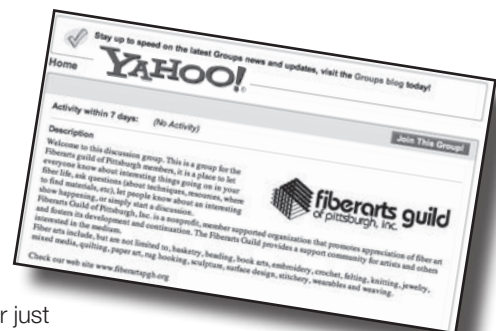 Stay up to speed on the latest Groups news and updates, visit the Groups blog today!
Home
YAHOO!
Join This Group!
Activity within 7 days: (No Activity)
Description
Welcome to this discussion group. This is a group for the
Fiberarts guild of Pittsburgh members, it is a place to let
everyone know about interesting things going on in your
fiber life, ask questions (about techniques, resources, where
to find materials, etc), let people know about an interesting
show happening, or simply start a discussion.
fiberarts guild
of pittsburgh, inc.
Fiberarts Guild of Pittsburgh, Inc. is a nonprofit, member supported organization that promotes appreciation of fiber art
and fosters its development and continuation. The Fiberarts Guild provides a support community for artists and others
interested in the medium.
Fiber arts include, but are not limited to, basketry, beading, book arts, embroidery, crochet, felting, knitting, jewelry,
mixed media, quilting, paper art, rug hooking, sculpture, surface design, stitchery, wearables and weaving.
Check our web site www.fiberartspgh.org
r just